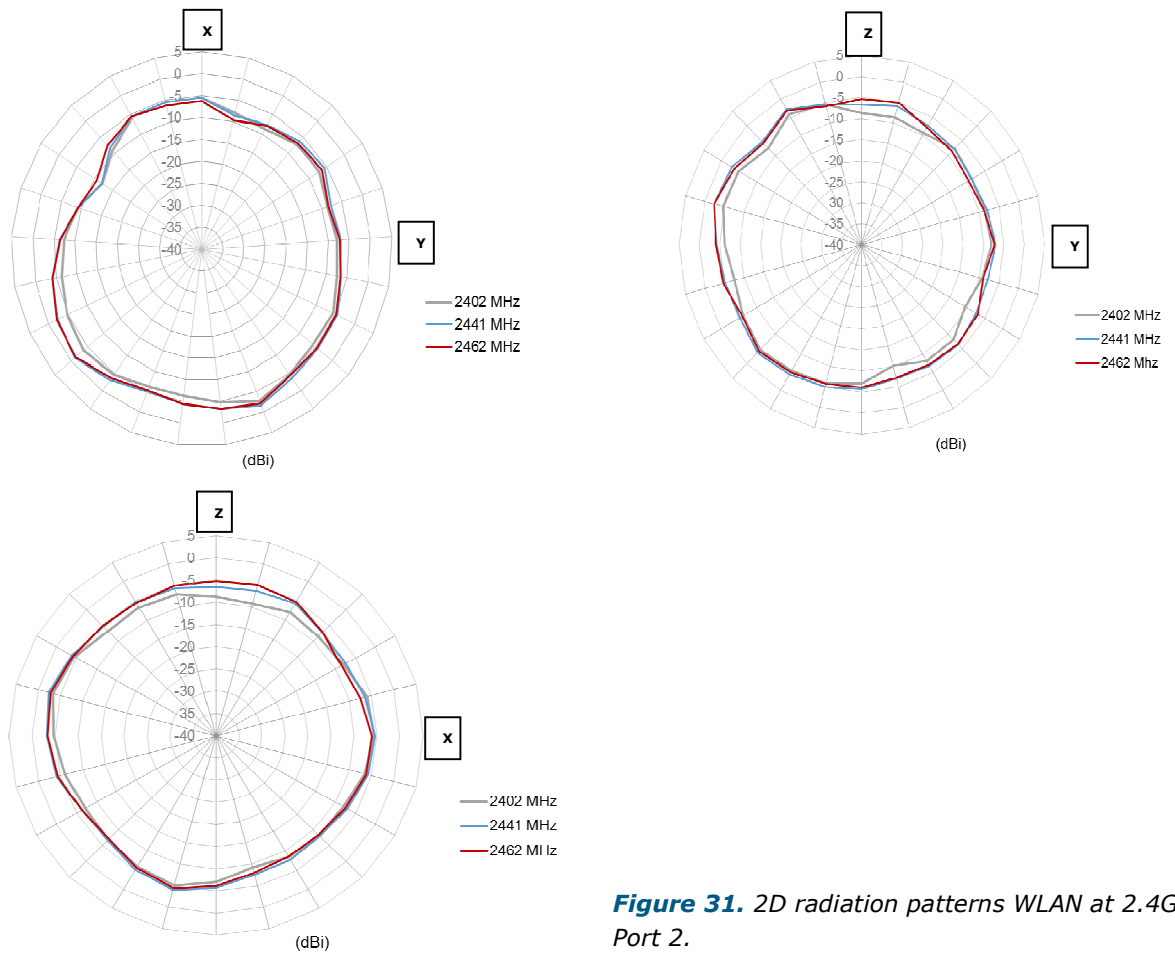 X
5
0
-5
-10
-15
-20
-25
-30
-35
-40
Y
2402 MHz
2441 MHz
2462 MHz
(dBi)
Z
5
0
-5
-10
-15
-20
-25
-30
-35
-40
Y
2402 MHz
2441 MHz
2462 MHz
(dBi)
Z
5
0
-5
-10
-15
-20
-25
-30
-35
-40
X
2402 MHz
2441 MHz
2462 MHz
(dBi)
Figure 31. 2D radiation patterns WLAN at 2.4G
Port 2.